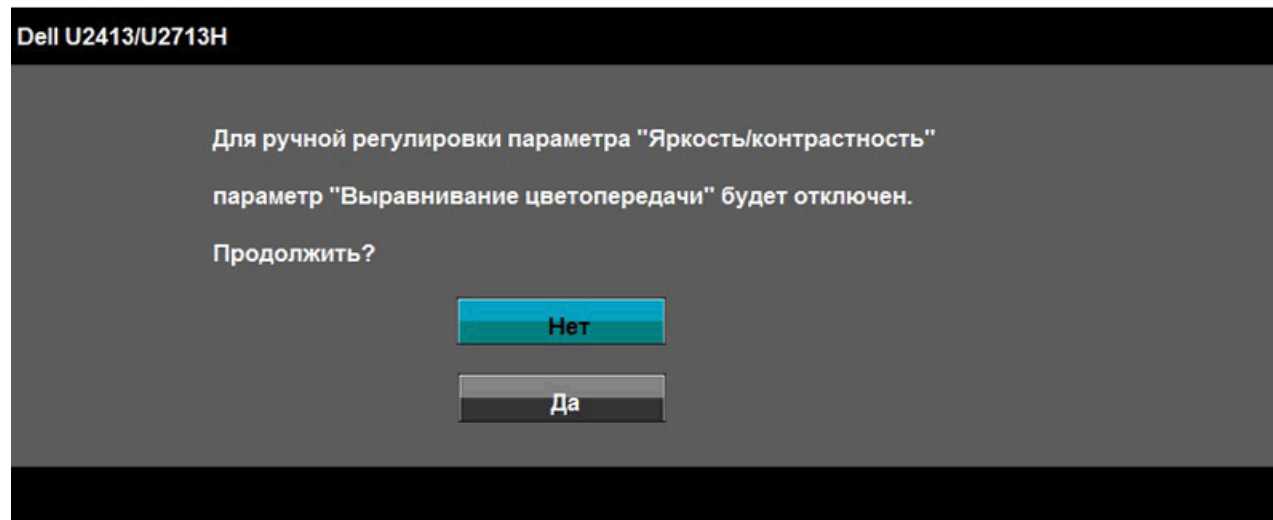 Dell U2413/U2713H
Для ручной регулировки параметра "Яркость/контрастность"
параметр "Выравнивание цветопередачи" будет отключен.
Продолжить?
Нет
Да